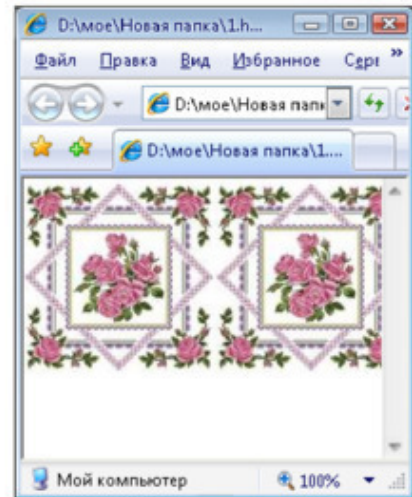 D:\мое\Новая папка\1.h...
Файл Правка Вид Избранное Серв »
D:\мое\Новая папк
D:\мое\Новая папка\1....
Мой компьютер 100%